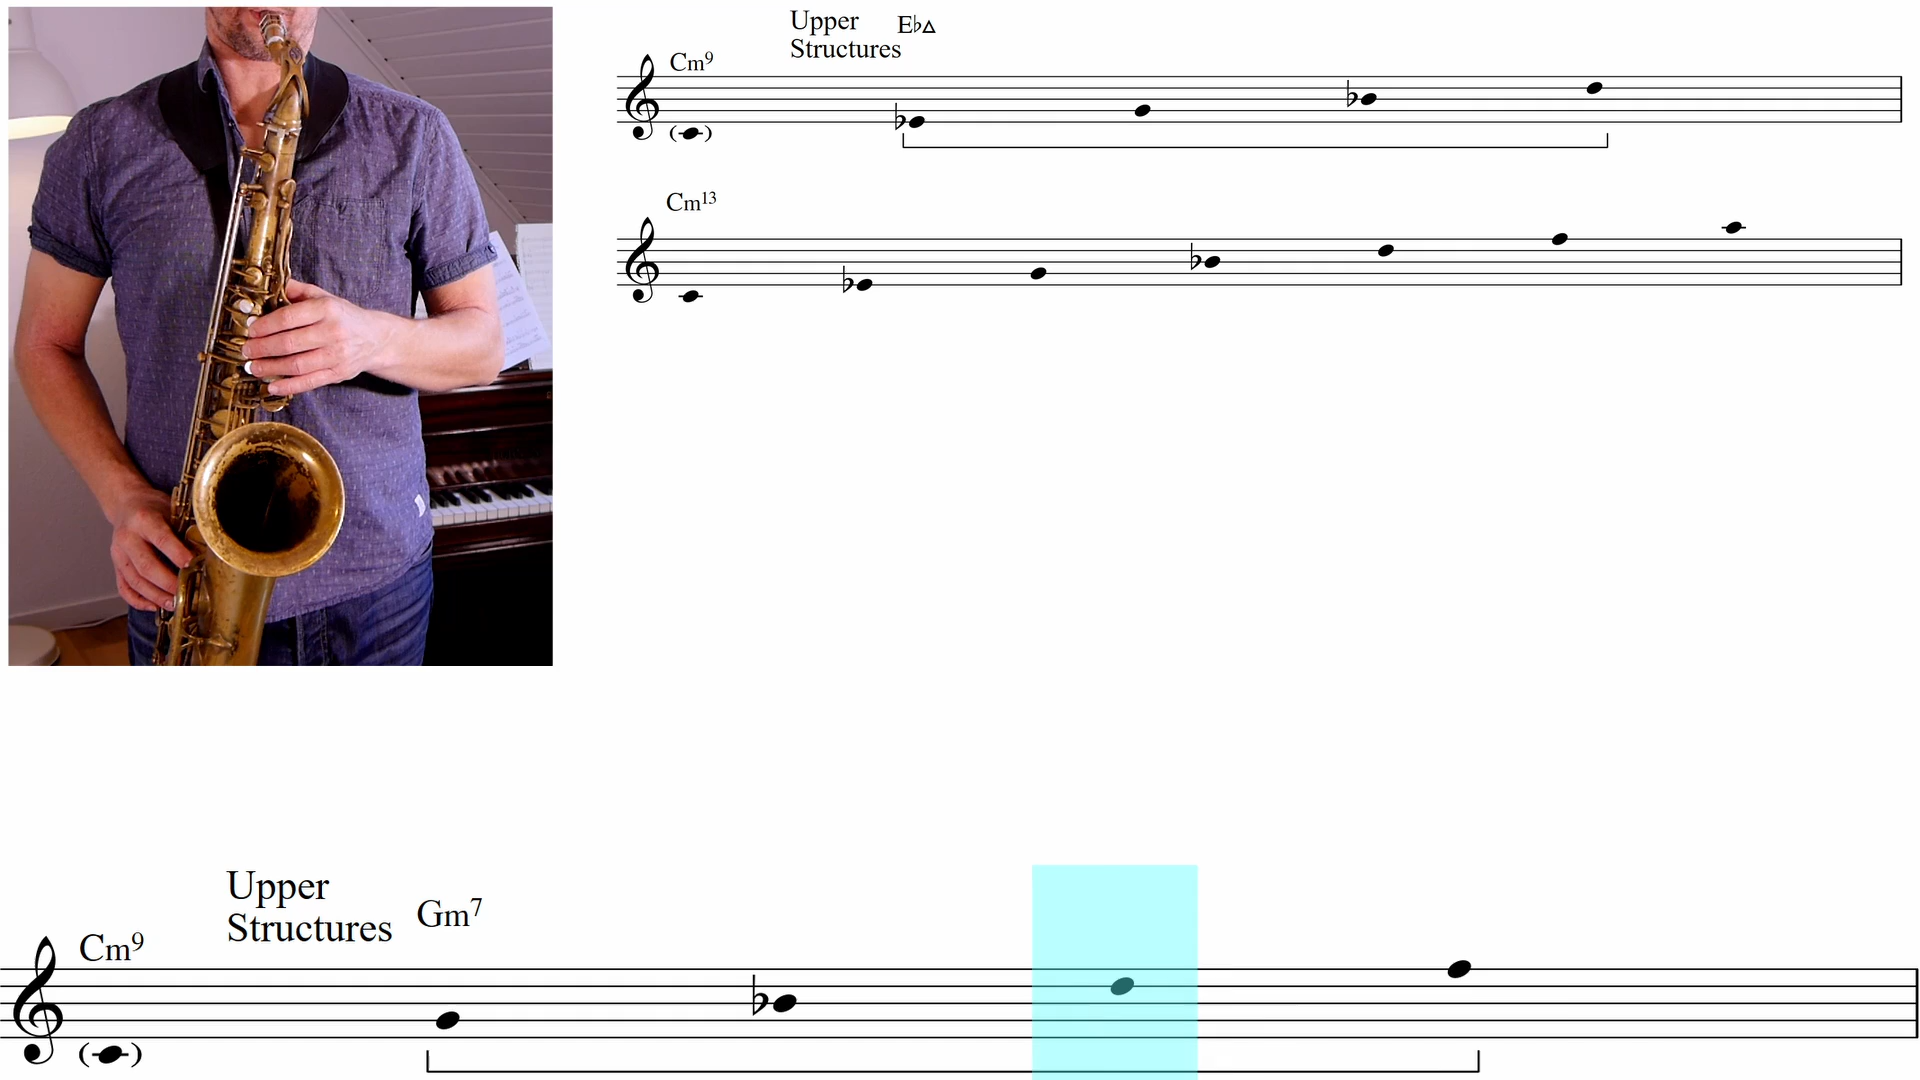 Upper E♭△
Structures
Cm9
Cm13
Upper
Structures Gm7
Cm9